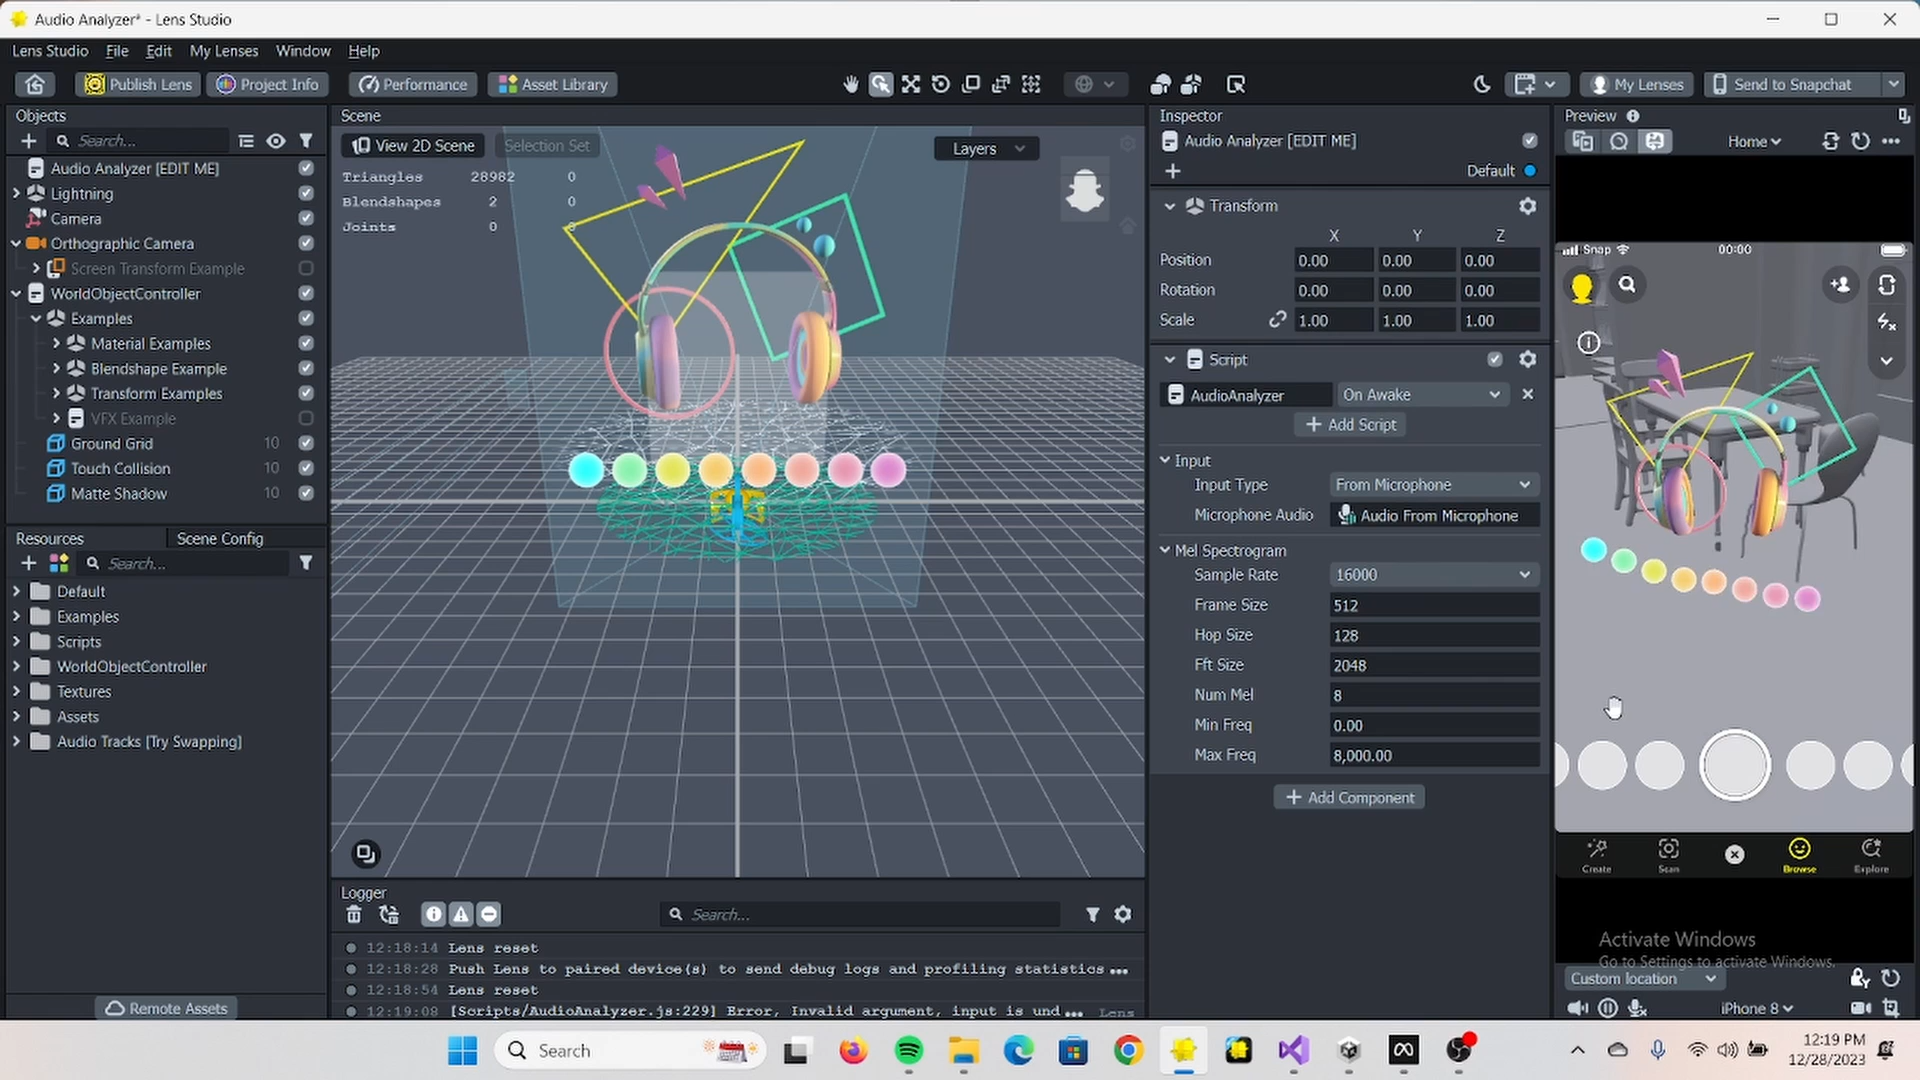 Audio Analyzer* - Lens Studio
Lens Studio File Edit My Lenses Window Help
Publish Lens Project Info Performance Asset Library My Lenses Send to Snapchat
Objects
Search...
Audio Analyzer [EDIT ME]
Lightning
Camera
Orthographic Camera
Screen Transform Example
WorldObjectController
Examples
Material Examples
Blendshape Example
Transform Examples
VFX Example
Ground Grid 10
Touch Collision 10
Matte Shadow 10
Resources Scene Config
Search...
Default
Examples
Scripts
WorldObjectController
Textures
Assets
Audio Tracks [Try Swapping]
Remote Assets
Scene
View 2D Scene Selection Set Layers
Triangles 28982 0
Blendshapes 2 0
Joints 0 0
Logger
Search...
12:18:14 Lens reset
12:18:28 Push Lens to paired device(s) to send debug logs and profiling statistics •••
12:18:54 Lens reset
12:19:08 [Scripts/AudioAnalyzer.js:229] Error, Invalid argument, input is und ••• Lens
Inspector
Audio Analyzer [EDIT ME]
Default
Transform
X Y Z
Position 0.00 0.00 0.00
Rotation 0.00 0.00 0.00
Scale 1.00 1.00 1.00
Script
AudioAnalyzer On Awake
+ Add Script
Input
Input Type From Microphone
Microphone Audio Audio From Microphone
Mel Spectrogram
Sample Rate 16000
Frame Size 512
Hop Size 128
Fft Size 2048
Num Mel 8
Min Freq 0.00
Max Freq 8,000.00
+ Add Component
Preview
Home
Snap 00:00
Create Scan Browse Explore
Activate Windows
Go to Settings to activate Windows.
Custom location
iPhone 8
Search
12:19 PM
12/28/2023